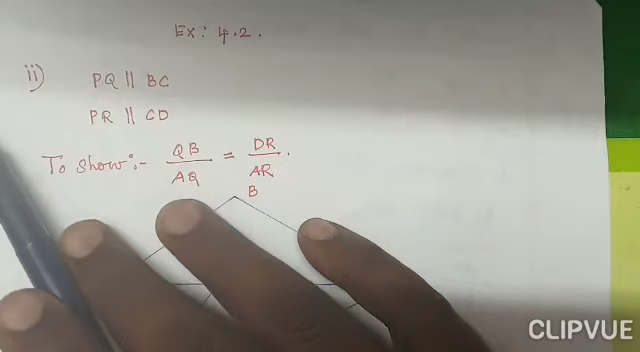 Ex: 4.2.
ii) PQ || BC
PR || CD
To show:- QB/AQ = DR/AR.
B
CLIPVUE